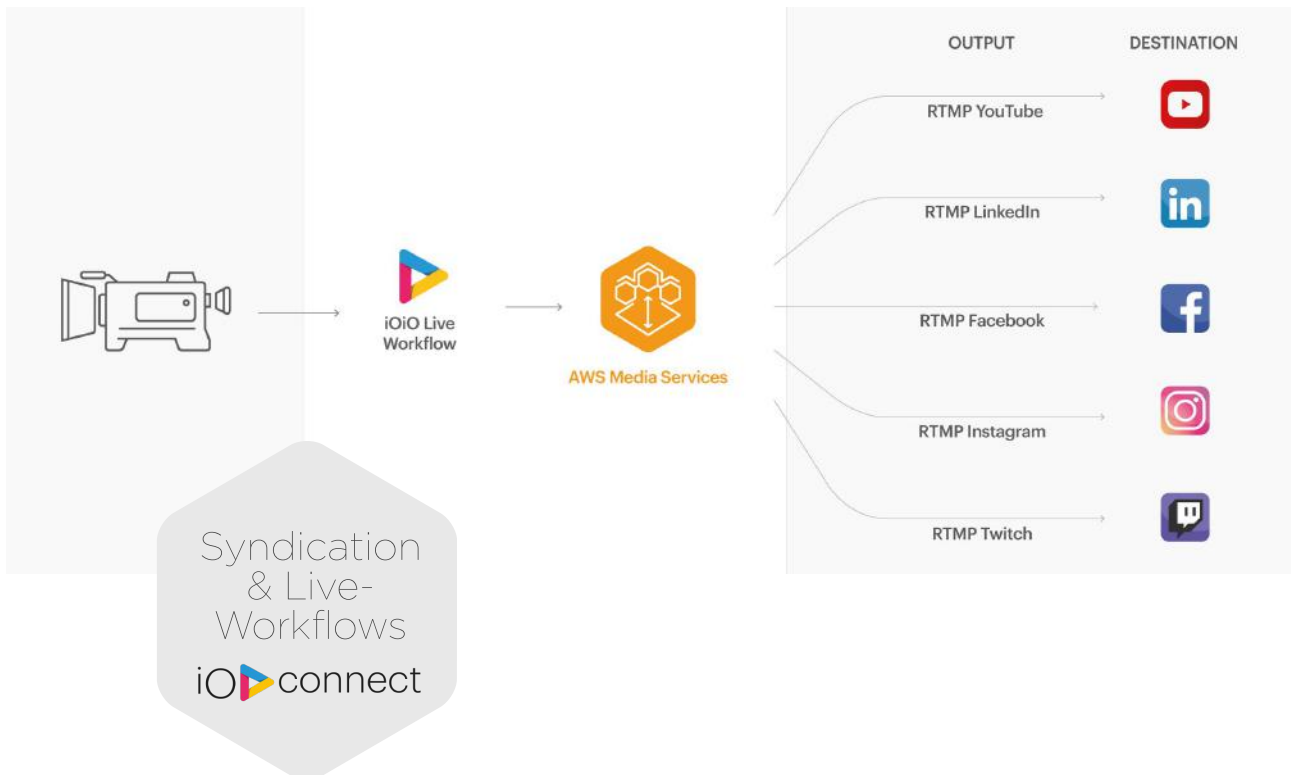 OUTPUT
DESTINATION
RTMP YouTube
RTMP LinkedIn
in
iOiO Live
Workflow
AWS Media Services
RTMP Facebook
f
RTMP Instagram
RTMP Twitch
Syndication
& Live-
Workflows
iO connect